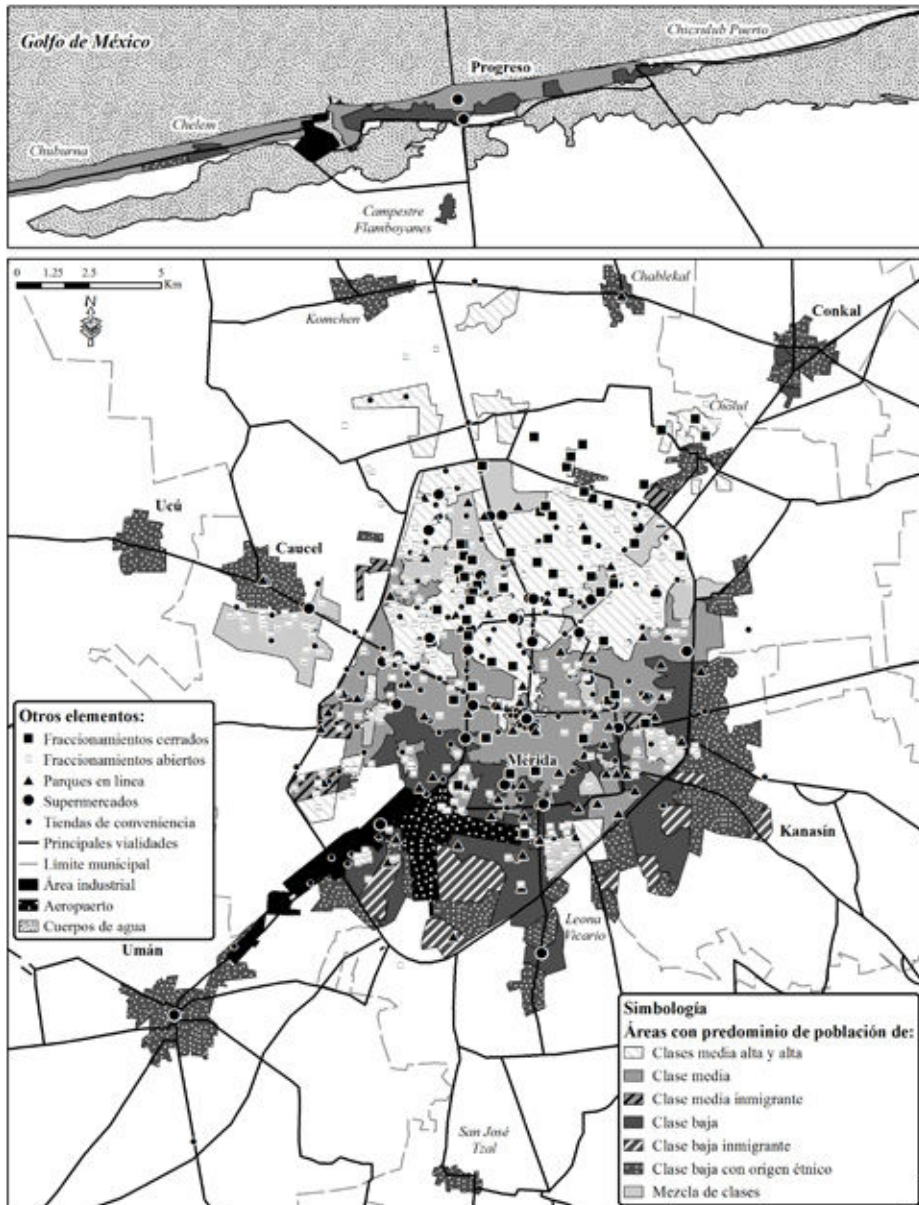 Golfo de México
Chicxulub Puerto
Progreso
Chelem
Chuburna
Campestre
Flamboyanes
0 1.25 2.5 5
Km
N
Chablekal
Komchen
Conkal
Cholul
Ucú
Caucel
Mérida
Kanasín
Leona
Vicario
Umán
San José
Tzal
Otros elementos:
Fraccionamientos cerrados
Fraccionamientos abiertos
Parques en linea
Supermercados
Tiendas de conveniencia
Principales vialidades
Límite municipal
Área industrial
Aeropuerto
Cuerpos de agua
Simbología
Áreas con predominio de población de:
Clases media alta y alta
Clase media
Clase media inmigrante
Clase baja
Clase baja inmigrante
Clase baja con origen étnico
Mezcla de clases